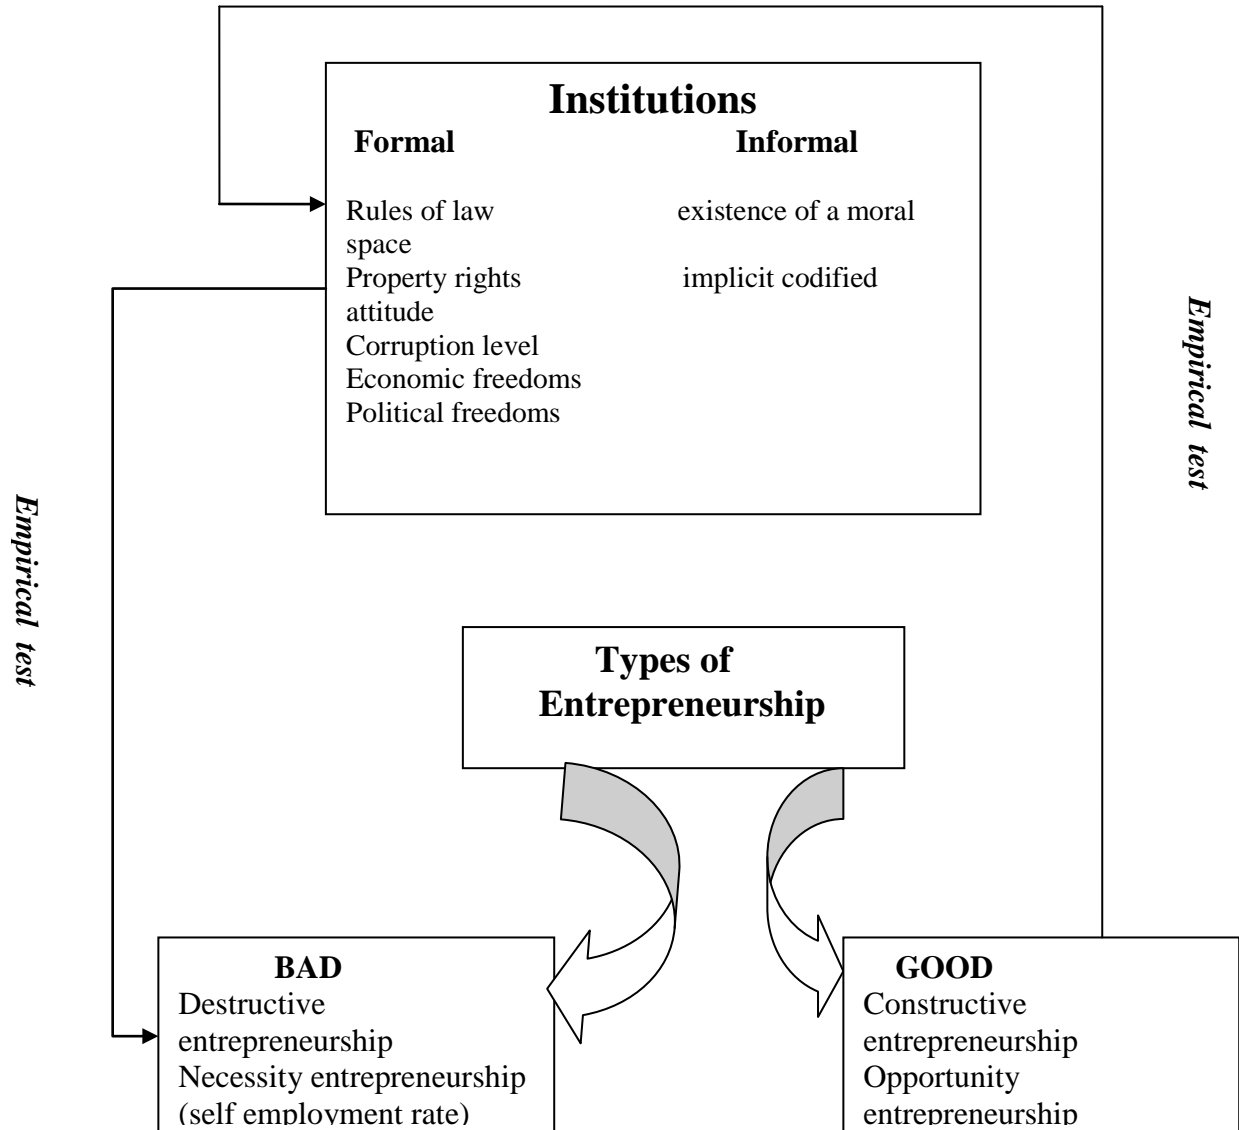 Institutions
Formal Informal
Rules of law existence of a moral
space
Property rights implicit codified
attitude
Corruption level
Economic freedoms
Political freedoms
Empirical test
Empirical test
Types of
Entrepreneurship
BAD
Destructive
entrepreneurship
Necessity entrepreneurship
(self employment rate)
GOOD
Constructive
entrepreneurship
Opportunity
entrepreneurship